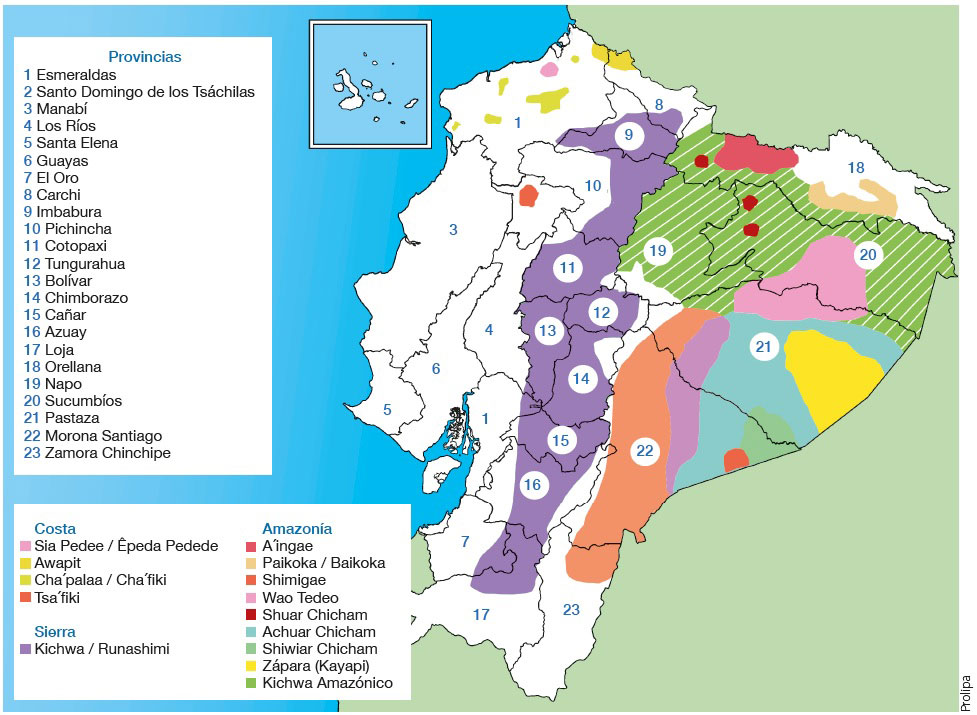 Provincias
1 Esmeraldas
2 Santo Domingo de los Tsáchilas
3 Manabí
4 Los Ríos
5 Santa Elena
6 Guayas
7 El Oro
8 Carchi
9 Imbabura
10 Pichincha
11 Cotopaxi
12 Tungurahua
13 Bolívar
14 Chimborazo
15 Cañar
16 Azuay
17 Loja
18 Orellana
19 Napo
20 Sucumbíos
21 Pastaza
22 Morona Santiago
23 Zamora Chinchipe
Costa
Sia Pedee / Êpeda Pedede
Awapit
Cha´palaa / Cha´fiki
Tsa´fiki
Sierra
Kichwa / Runashimi
Amazonía
A´ingae
Paikoka / Baikoka
Shimigae
Wao Tedeo
Shuar Chicham
Achuar Chicham
Shiwiar Chicham
Zápara (Kayapi)
Kichwa Amazónico
8
1
9
18
10
3
19
20
11
12
4
13
21
6
14
5
1
15
22
16
7
17
23
Prolipa